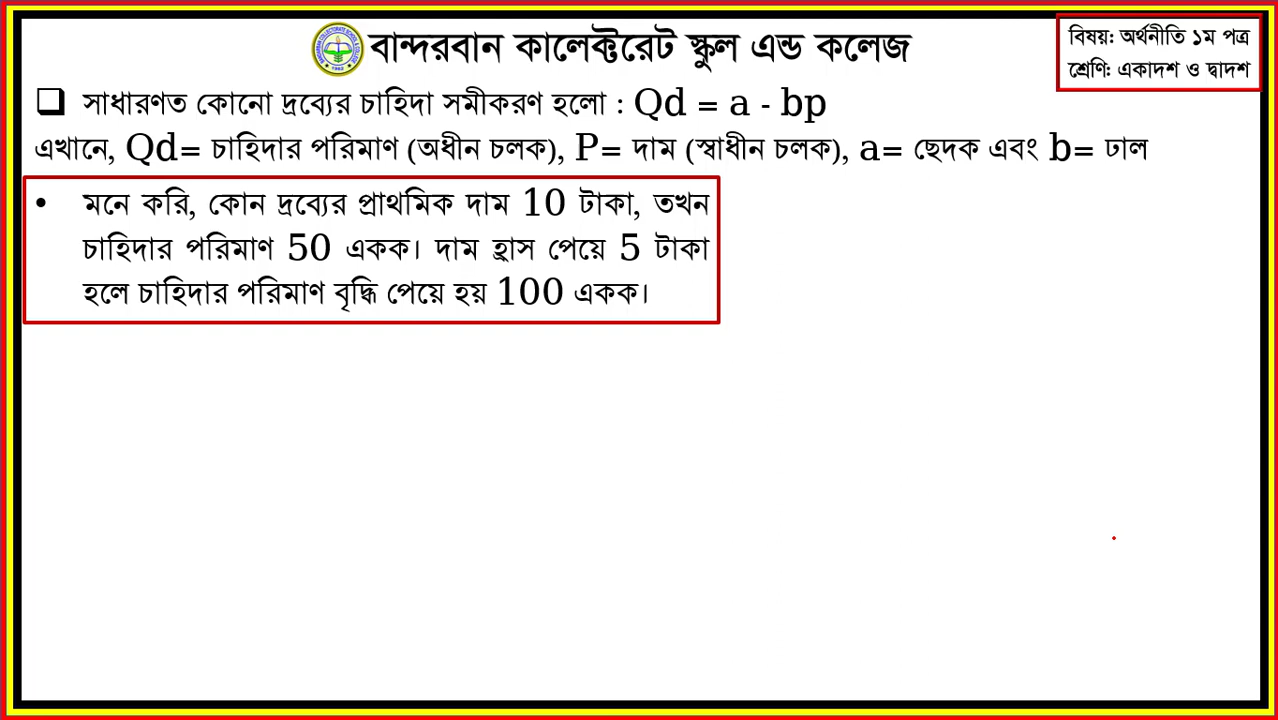 বান্দরবান কালেক্টরেট স্কুল এন্ড কলেজ
বিষয়: অর্থনীতি ১ম পত্র
শ্রেণি: একাদশ ও দ্বাদশ
❑ সাধারণত কোনো দ্রব্যের চাহিদা সমীকরণ হলো : Qd = a - bp
এখানে, Qd= চাহিদার পরিমাণ (অধীন চলক), P= দাম (স্বাধীন চলক), a= ছেদক এবং b= ঢাল
• মনে করি, কোন দ্রব্যের প্রাথমিক দাম 10 টাকা, তখন
চাহিদার পরিমাণ 50 একক। দাম হ্রাস পেয়ে 5 টাকা
হলে চাহিদার পরিমাণ বৃদ্ধি পেয়ে হয় 100 একক।